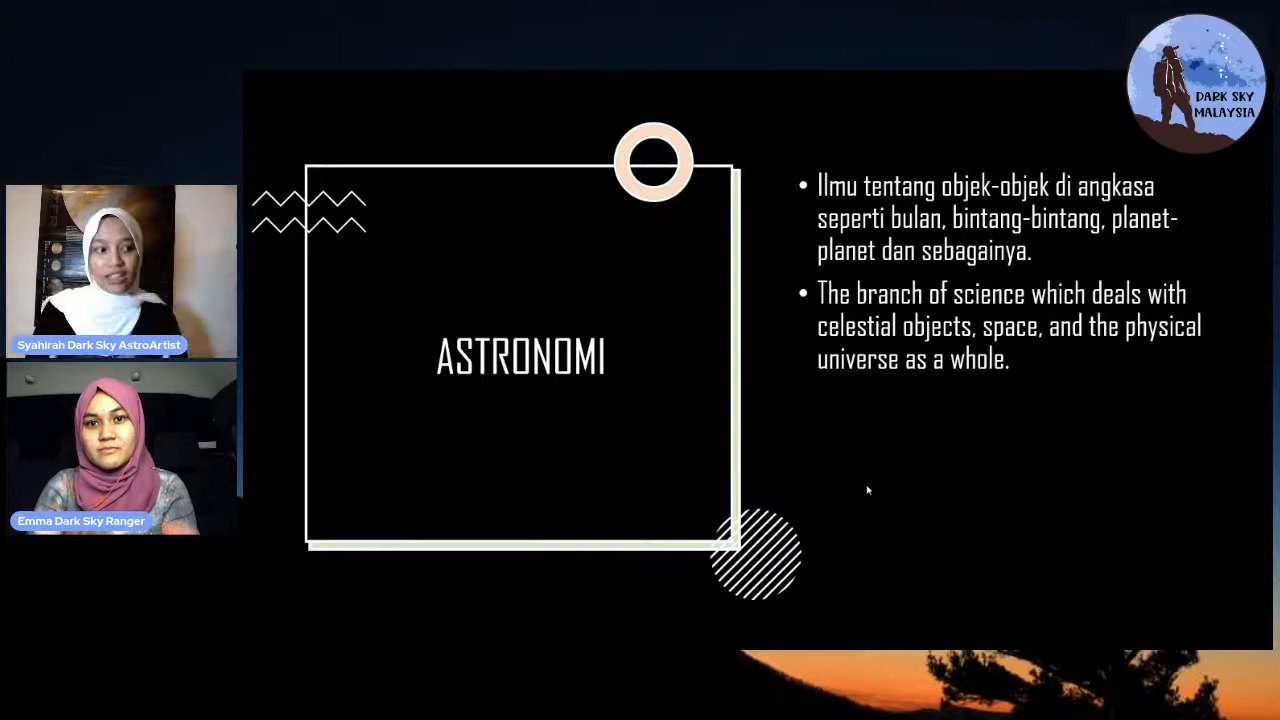 DARK SKY
MALAYSIA
ASTRONOMI
• Ilmu tentang objek-objek di angkasa
seperti bulan, bintang-bintang, planet-
planet dan sebagainya.
• The branch of science which deals with
celestial objects, space, and the physical
universe as a whole.
Syahirah Dark Sky AstroArtist
Emma Dark Sky Ranger